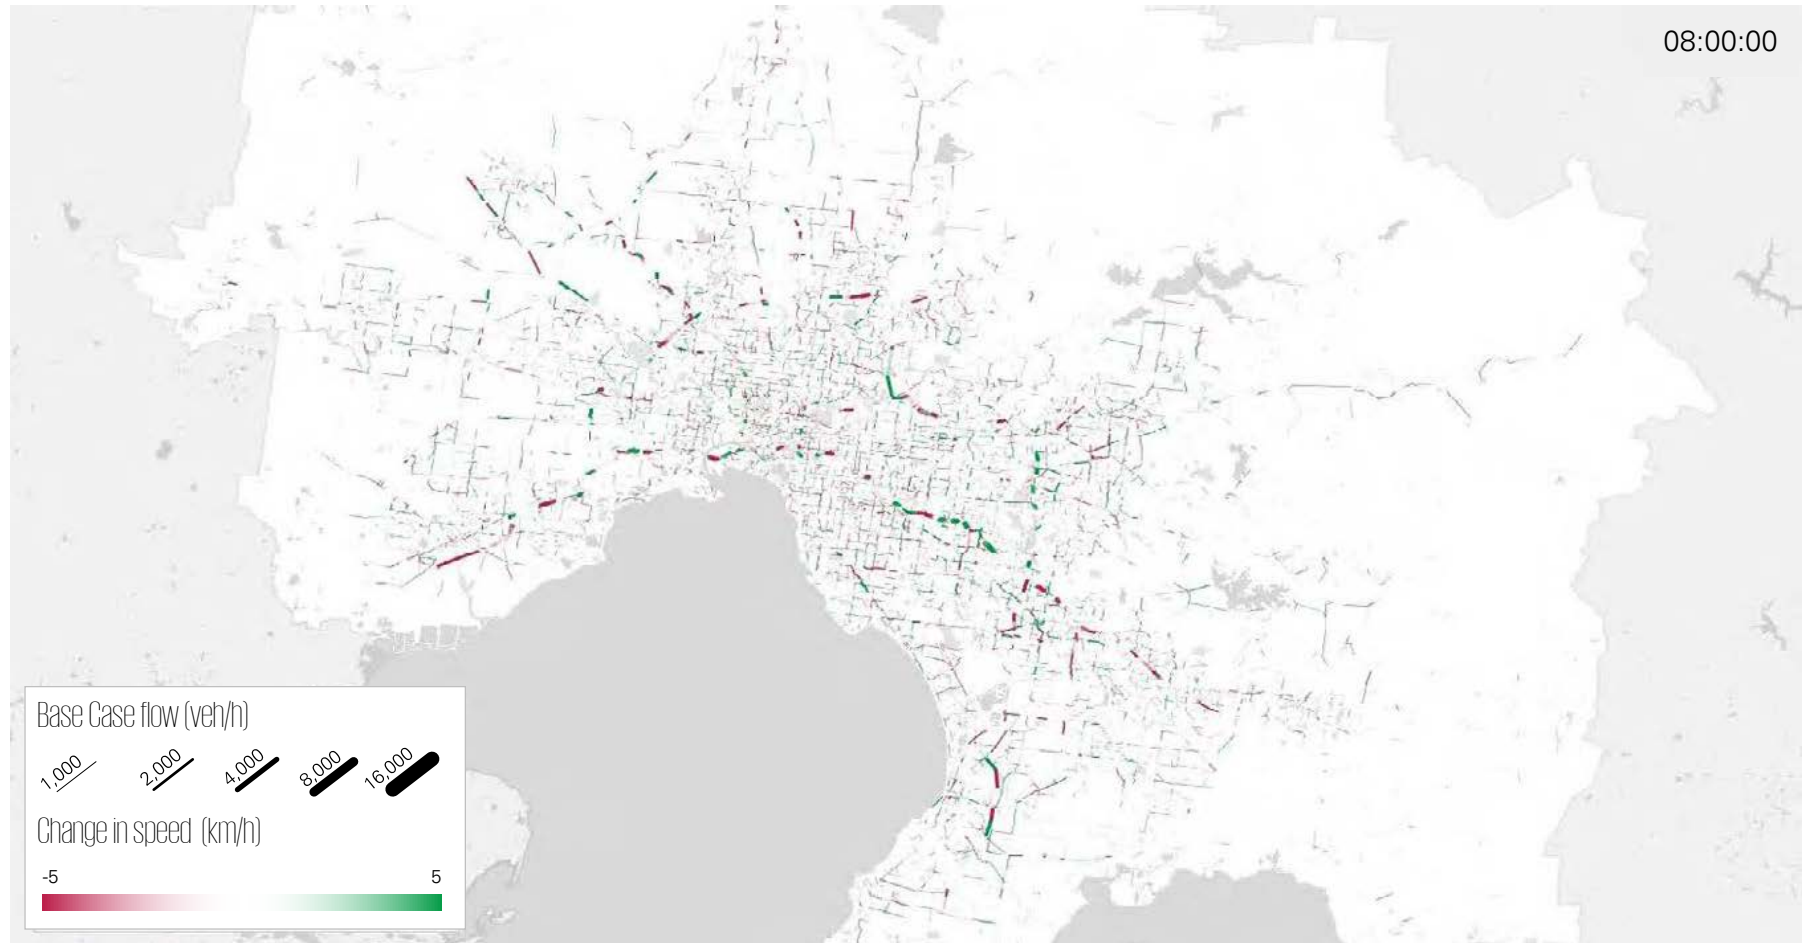 08:00:00
Base Case flow (veh/h)
1,000 2,000 4,000 8,000 16,000
Change in speed (km/h)
-5 5